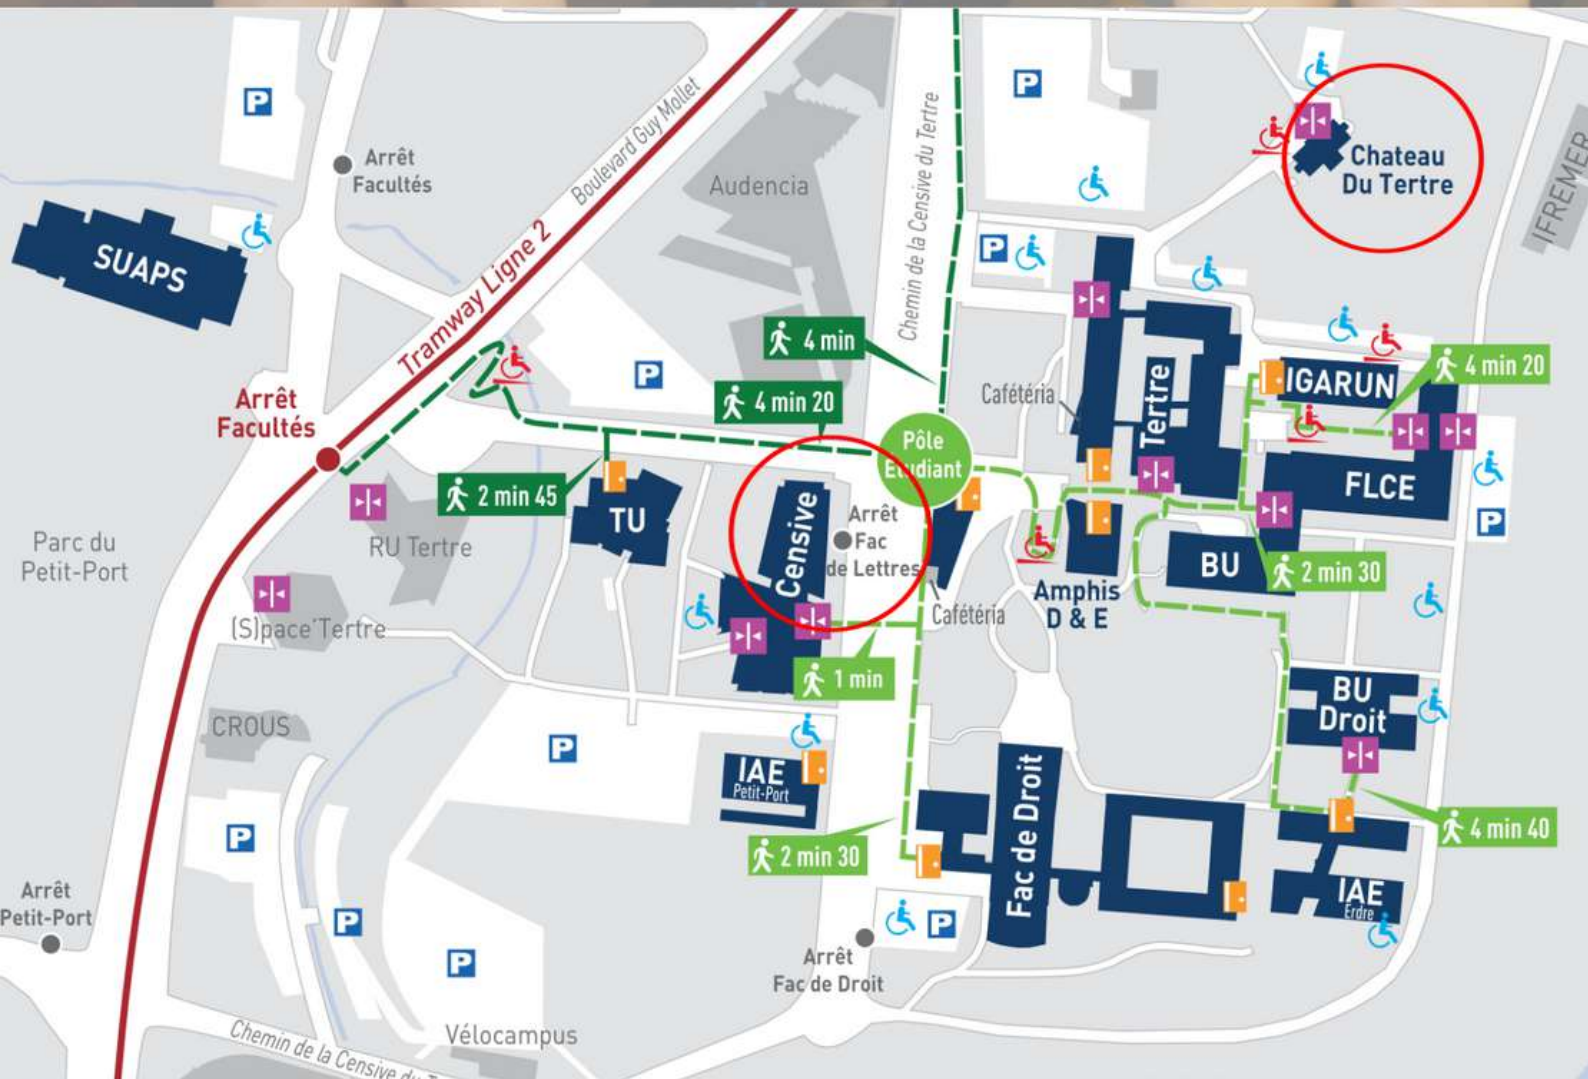 P
P
Arrêt
Facultés
Boulevard Guy Mollet
Audencia
Chemin de la Censive du Tertre
Chateau
Du Tertre
IFREMER
SUAPS
Tramway Ligne 2
P
4 min
P
4 min 20
Arrêt
Facultés
Pôle
Etudiant
Cafétéria
Tertre
IGARUN
4 min 20
2 min 45
TU
Censive
Arrêt
Fac
de Lettres
FLCE
P
Parc du
Petit-Port
RU Tertre
BU
2 min 30
(S)pace'Tertre
Cafétéria
Amphis
D & E
1 min
BU
Droit
CROUS
P
IAE
Petit-Port
P
2 min 30
Fac de Droit
4 min 40
IAE
Erdre
Arrêt
Petit-Port
P
P
P
Arrêt
Fac de Droit
Chemin de la Censive du T
Vélocampus